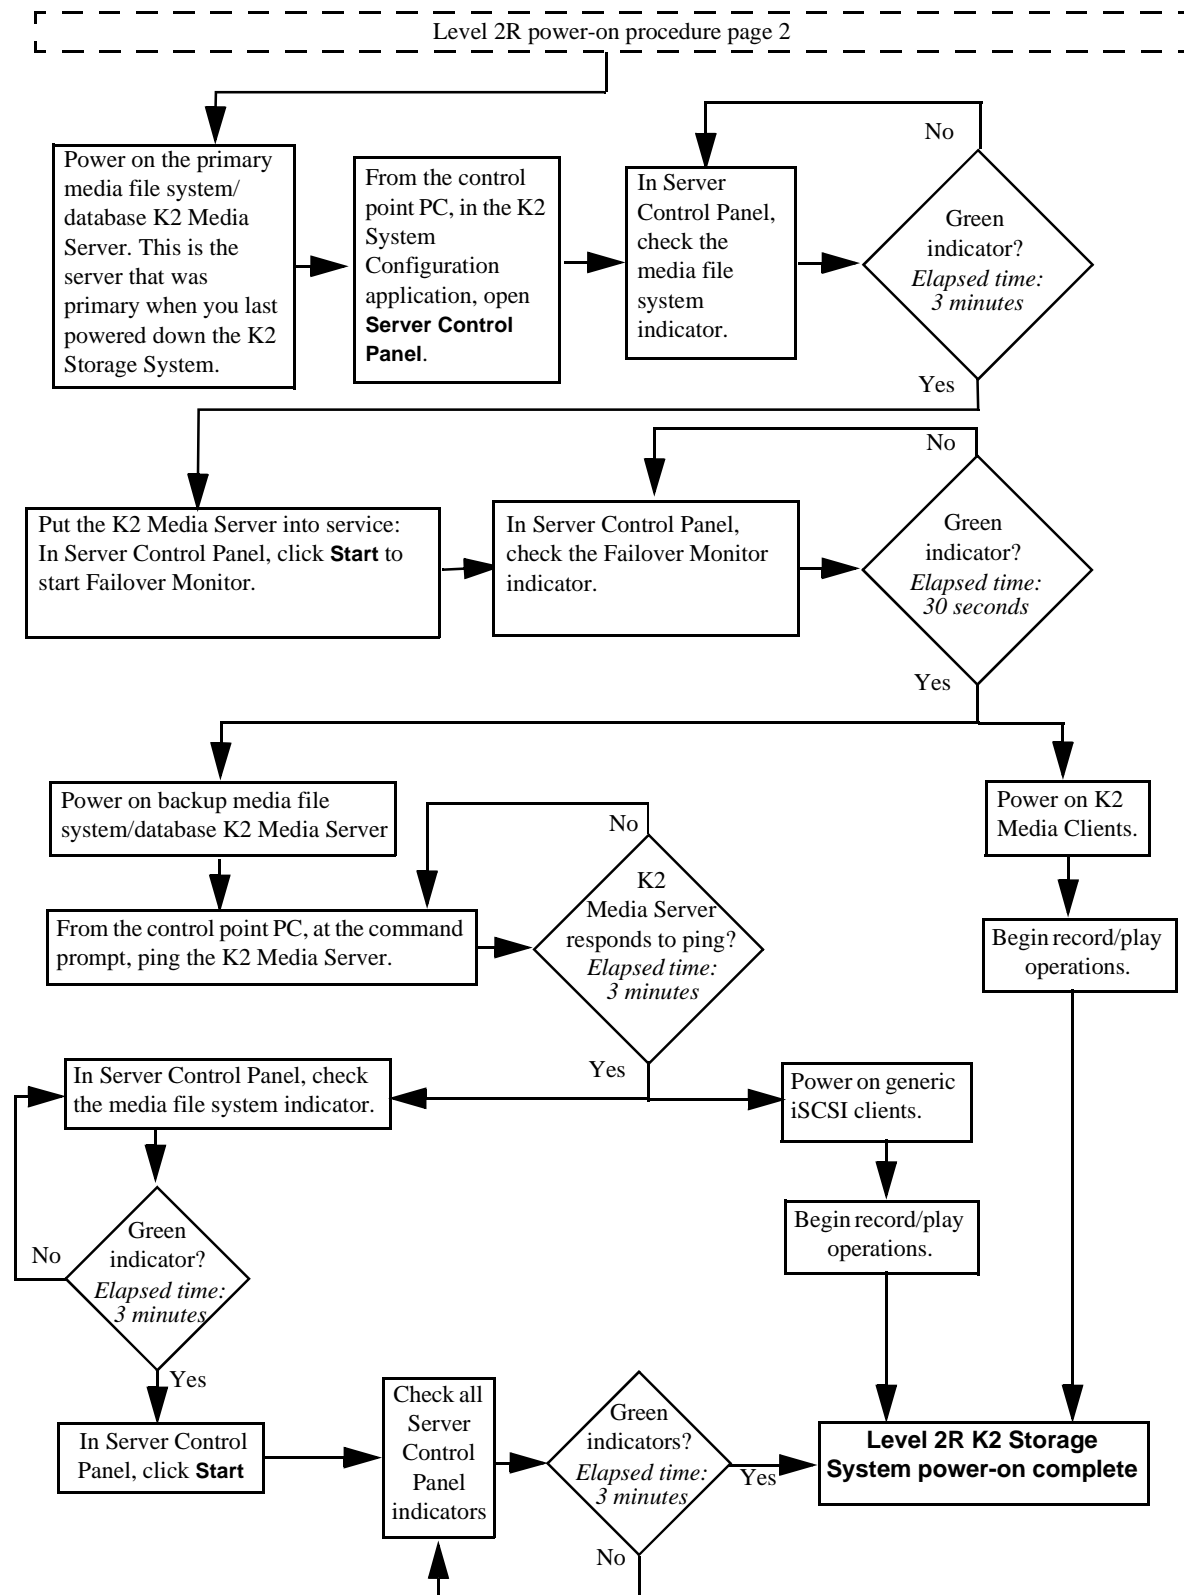 Level 2R power-on procedure page 2
Power on the primary
media file system/
database K2 Media
Server. This is the
server that was
primary when you last
powered down the K2
Storage System.
From the control
point PC, in the K2
System
Configuration
application, open
Server Control
Panel.
In Server
Control Panel,
check the
media file
system
indicator.
No
Green
indicator?
Elapsed time:
3 minutes
Yes
Put the K2 Media Server into service:
In Server Control Panel, click Start to
start Failover Monitor.
In Server Control Panel,
check the Failover Monitor
indicator.
No
Green
indicator?
Elapsed time:
30 seconds
Yes
Power on backup media file
system/database K2 Media Server
Power on K2
Media Clients.
From the control point PC, at the command
prompt, ping the K2 Media Server.
No
K2
Media Server
responds to ping?
Elapsed time:
3 minutes
Yes
Begin record/play
operations.
In Server Control Panel, check
the media file system indicator.
Power on generic
iSCSI clients.
No
Green
indicator?
Elapsed time:
3 minutes
Yes
Begin record/play
operations.
In Server Control
Panel, click Start
Check all
Server
Control
Panel
indicators
Green
indicators?
Elapsed time:
3 minutes
Yes
No
Level 2R K2 Storage
System power-on complete